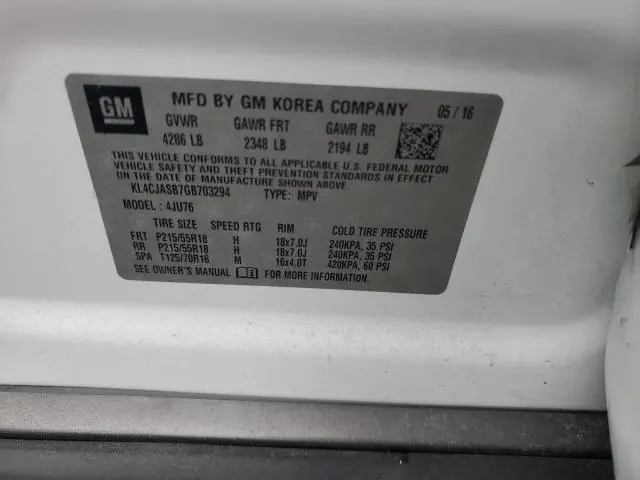 GM
MFD BY GM KOREA COMPANY 05/16
GVWR GAWR FRT GAWR RR
4286 LB 2348 LB 2194 LB
THIS VEHICLE CONFORMS TO ALL APPLICABLE U.S. FEDERAL MOTOR
VEHICLE SAFETY AND THEFT PREVENTION STANDARDS IN EFFECT ON
THE DATE OF MANUFACTURE SHOWN ABOVE.
KL4CJASB7GB703294 TYPE: MPV
MODEL: 4JU76
TIRE SIZE SPEED RTG RIM COLD TIRE PRESSURE
FRT P215/55R18 H 18x7.0J 240KPA, 35 PSI
RR P215/55R18 H 18x7.0J 240KPA, 35 PSI
SPA T125/70R16 M 16x4.0T 420KPA, 60 PSI
SEE OWNER'S MANUAL FOR MORE INFORMATION.